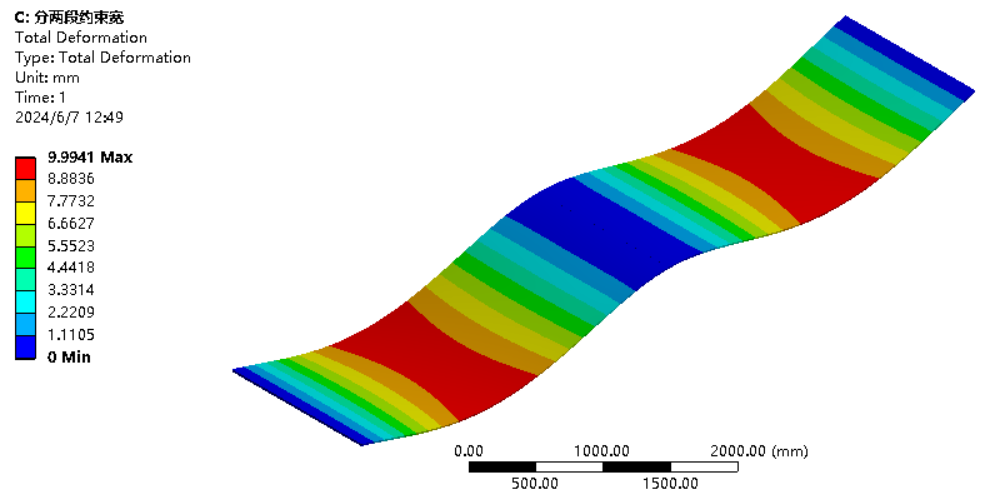 C: 分两段约束宽
Total Deformation
Type: Total Deformation
Unit: mm
Time: 1
2024/6/7 12:49
9.9941 Max
8.8836
7.7732
6.6627
5.5523
4.4418
3.3314
2.2209
1.1105
0 Min
0.00 1000.00 2000.00 (mm)
500.00 1500.00